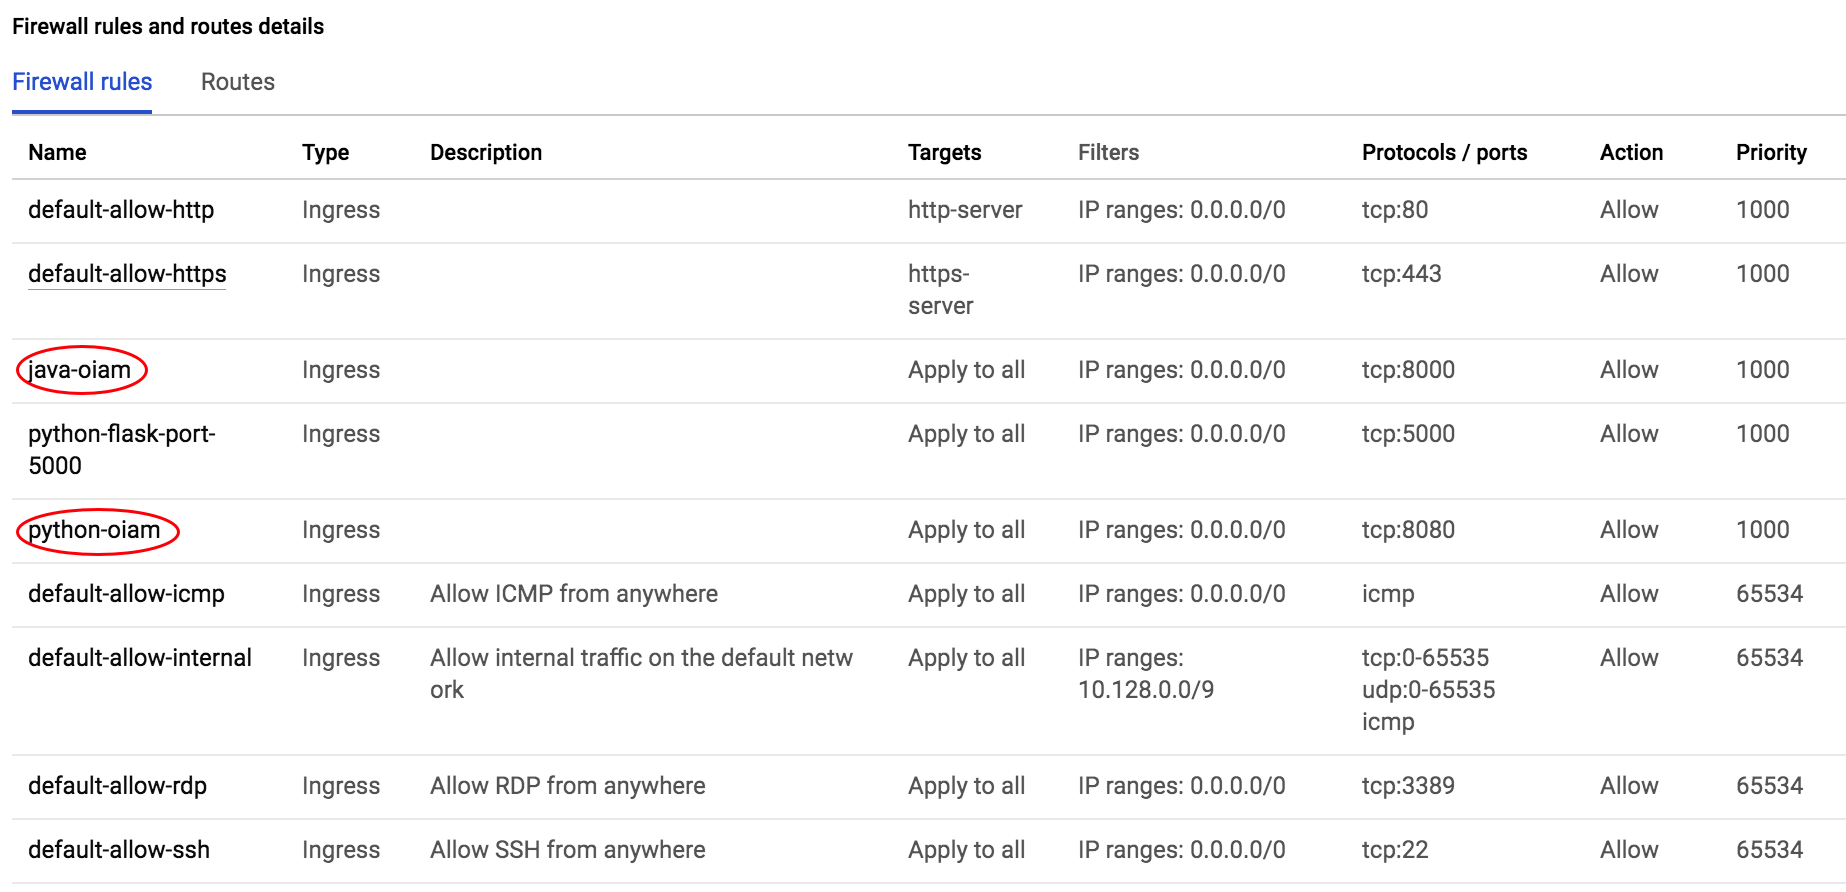 Firewall rules and routes details
Firewall rules Routes
Name Type Description Targets Filters Protocols / ports Action Priority
default-allow-http Ingress http-server IP ranges: 0.0.0.0/0 tcp:80 Allow 1000
default-allow-https Ingress https- IP ranges: 0.0.0.0/0 tcp:443 Allow 1000
server
java-oiam Ingress Apply to all IP ranges: 0.0.0.0/0 tcp:8000 Allow 1000
python-flask-port- Ingress Apply to all IP ranges: 0.0.0.0/0 tcp:5000 Allow 1000
5000
python-oiam Ingress Apply to all IP ranges: 0.0.0.0/0 tcp:8080 Allow 1000
default-allow-icmp Ingress Allow ICMP from anywhere Apply to all IP ranges: 0.0.0.0/0 icmp Allow 65534
default-allow-internal Ingress Allow internal traffic on the default netw Apply to all IP ranges: tcp:0-65535 Allow 65534
ork 10.128.0.0/9 udp:0-65535
icmp
default-allow-rdp Ingress Allow RDP from anywhere Apply to all IP ranges: 0.0.0.0/0 tcp:3389 Allow 65534
default-allow-ssh Ingress Allow SSH from anywhere Apply to all IP ranges: 0.0.0.0/0 tcp:22 Allow 65534